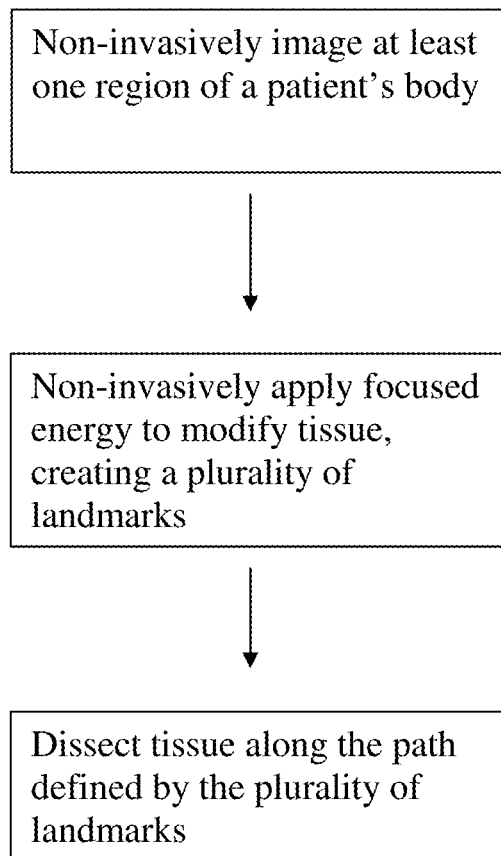 Non-invasively image at least
one region of a patient's body
Non-invasively apply focused
energy to modify tissue,
creating a plurality of
landmarks
Dissect tissue along the path
defined by the plurality of
landmarks